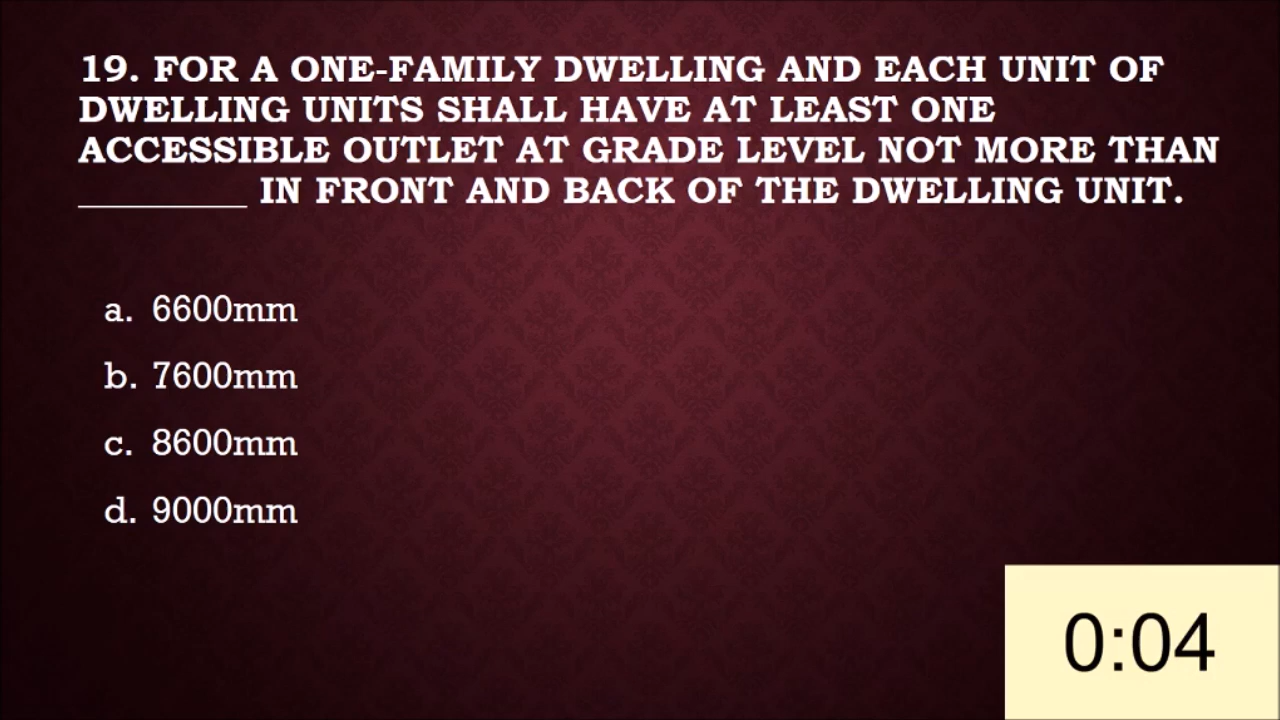 19. FOR A ONE-FAMILY DWELLING AND EACH UNIT OF
DWELLING UNITS SHALL HAVE AT LEAST ONE
ACCESSIBLE OUTLET AT GRADE LEVEL NOT MORE THAN
_________ IN FRONT AND BACK OF THE DWELLING UNIT.
a. 6600mm
b. 7600mm
c. 8600mm
d. 9000mm
0:04